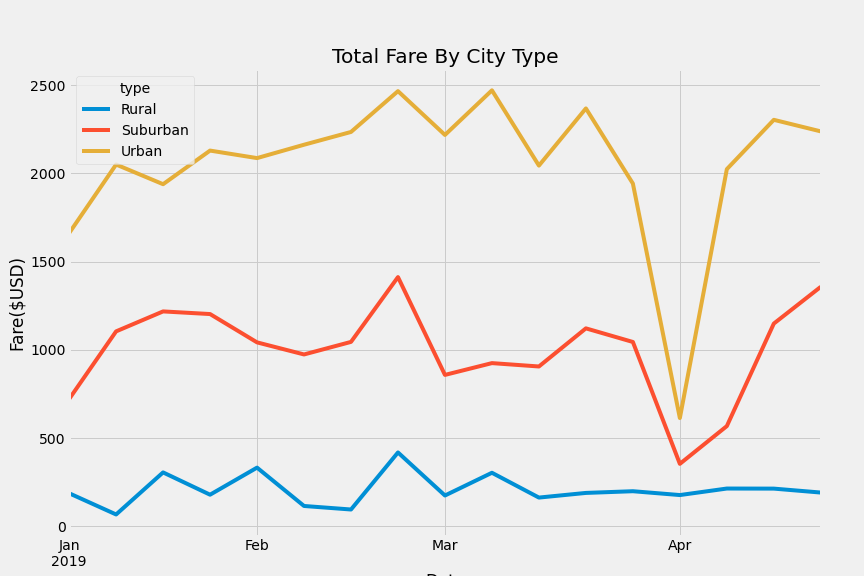 Total Fare By City Type
type
Rural
Suburban
Urban
Fare($USD)
2500
2000
1500
1000
500
0
Jan
2019
Feb
Mar
Apr